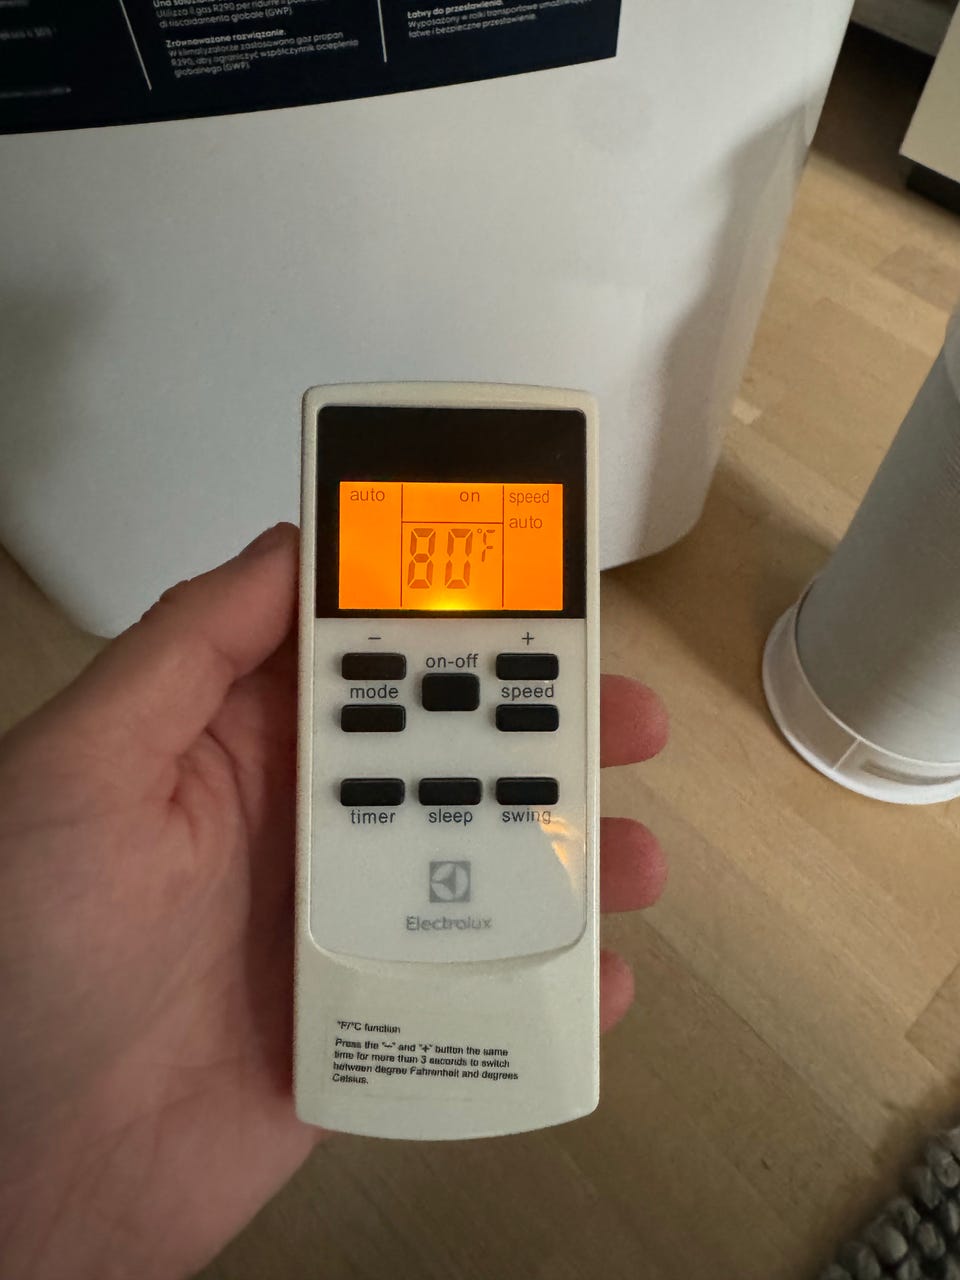 Utilizza il gas R290 per ridurre il
di riscaldamento globale (GWP).
Zrównoważone rozwiązanie.
W klimatyzatorze zastosowano gaz propan
R290, aby ograniczyć współczynnik ocieplenia
globalnego (GWP).
Łatwy do przestawienia.
Wyposażony w rolki transportowe umożliwiające
łatwe i bezpieczne przestawienie.
auto on speed
auto
80°F
− +
on-off
mode speed
timer sleep swing
Electrolux
°F/°C function
Press the "–" and "+" button the same
time for more than 3 seconds to switch
between degree Fahrenheit and degrees
Celsius.